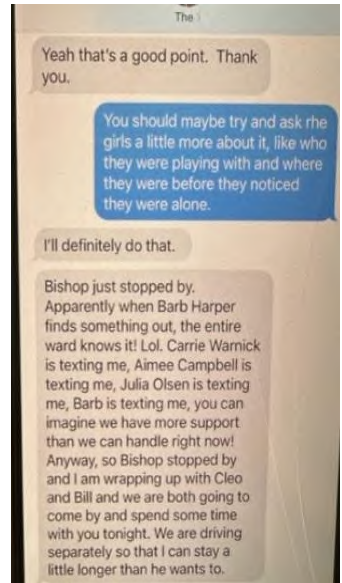 The
Yeah that's a good point. Thank
you.
You should maybe try and ask rhe
girls a little more about it, like who
they were playing with and where
they were before they noticed
they were alone.
I'll definitely do that.
Bishop just stopped by.
Apparently when Barb Harper
finds something out, the entire
ward knows it! Lol. Carrie Warnick
is texting me, Aimee Campbell is
texting me, Julia Olsen is texting
me, Barb is texting me, you can
imagine we have more support
than we can handle right now!
Anyway, so Bishop stopped by
and I am wrapping up with Cleo
and Bill and we are both going to
come by and spend some time
with you tonight. We are driving
separately so that I can stay a
little longer than he wants to.